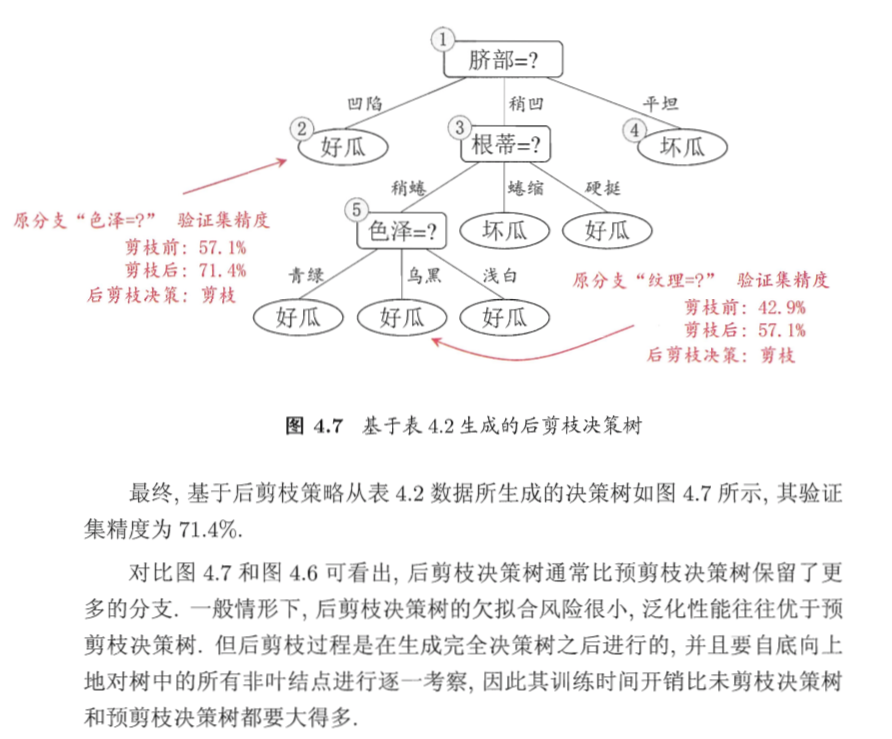 1
脐部=?
凹陷
稍凹
平坦
2
好瓜
3
根蒂=?
4
坏瓜
稍蜷
蜷缩
硬挺
5
色泽=?
坏瓜
好瓜
原分支“色泽=?” 验证集精度
剪枝前: 57.1%
剪枝后: 71.4%
后剪枝决策: 剪枝
青绿
乌黑
浅白
好瓜
好瓜
好瓜
原分支“纹理=?” 验证集精度
剪枝前: 42.9%
剪枝后: 57.1%
后剪枝决策: 剪枝
图 4.7 基于表 4.2 生成的后剪枝决策树
最终, 基于后剪枝策略从表 4.2 数据所生成的决策树如图 4.7 所示, 其验证
集精度为 71.4%.
对比图 4.7 和图 4.6 可看出, 后剪枝决策树通常比预剪枝决策树保留了更
多的分支. 一般情形下, 后剪枝决策树的欠拟合风险很小, 泛化性能往往优于预
剪枝决策树. 但后剪枝过程是在生成完全决策树之后进行的, 并且要自底向上
地对树中的所有非叶结点进行逐一考察, 因此其训练时间开销比未剪枝决策树
和预剪枝决策树都要大得多.